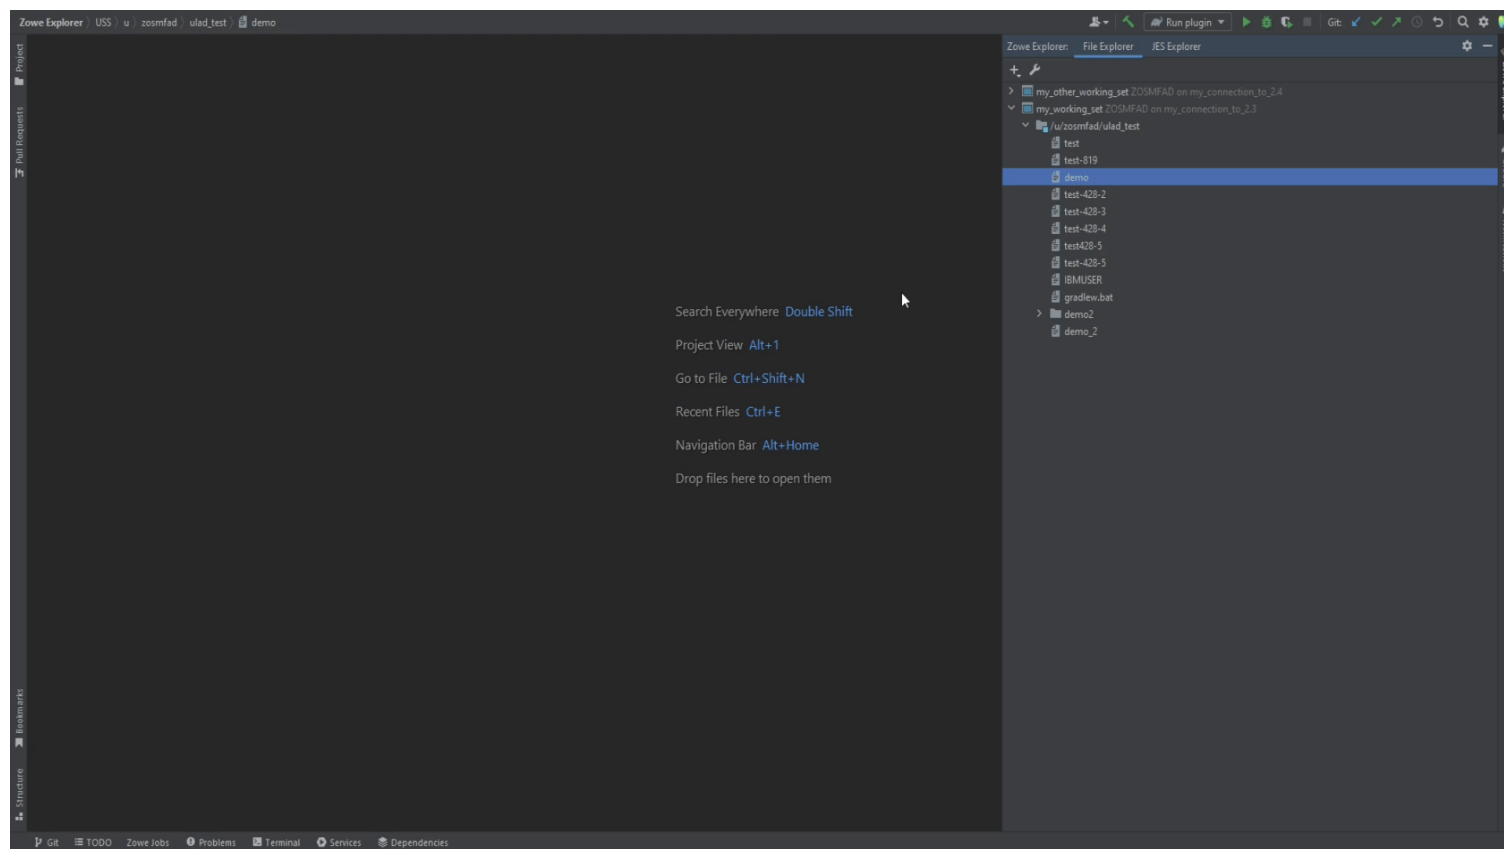 Zowe Explorer USS u zosmfad ulad_test demo
Run plugin
Git:
Project
Pull Requests
Bookmarks
Structure
Search Everywhere Double Shift
Project View Alt+1
Go to File Ctrl+Shift+N
Recent Files Ctrl+E
Navigation Bar Alt+Home
Drop files here to open them
Zowe Explorer: File Explorer JES Explorer
my_other_working_set ZOSMFAD on my_connection_to_2.4
my_working_set ZOSMFAD on my_connection_to_2.3
/u/zosmfad/ulad_test
test
test-819
demo
test-428-2
test-428-3
test-428-4
test428-5
test-428-5
IBMUSER
gradlew.bat
demo2
demo_2
Git TODO Zowe Jobs Problems Terminal Services Dependencies